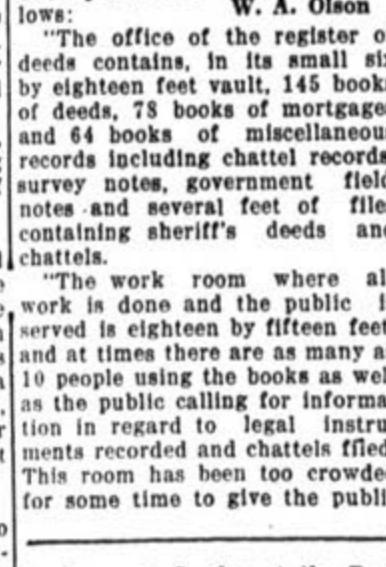 lows: W. A. Olson
"The office of the register o
deeds contains, in its small six
by eighteen feet vault, 145 book
of deeds, 78 books of mortgage
and 64 books of miscellaneou
records including chattel records
survey notes, government field
notes and several feet of file
containing sheriff's deeds an
chattels.
"The work room where al
work is done and the public i
served is eighteen by fifteen feet
and at times there are as many a
10 people using the books as wel
as the public calling for informa
tion in regard to legal instru
ments recorded and chattels filed
This room has been too crowde
for some time to give the publi